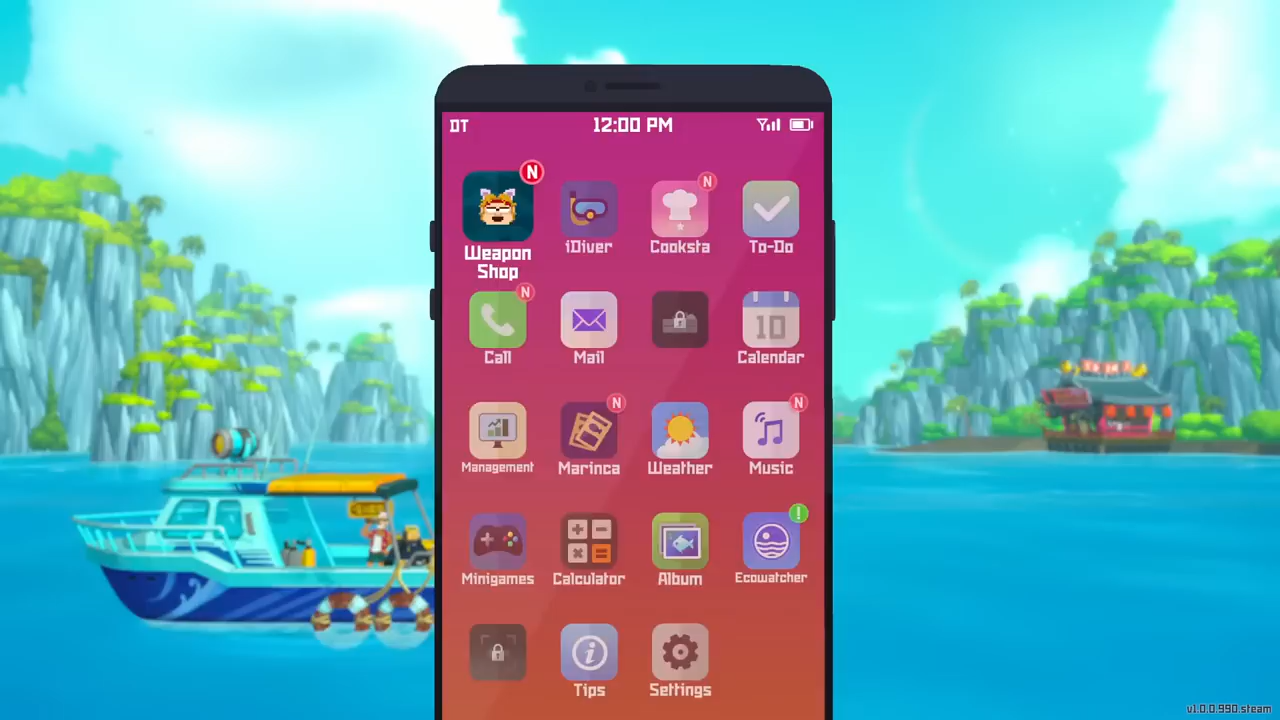 DT
12:00 PM
N
Weapon
Shop
iDiver
N
Cooksta
To-Do
N
Call
Mail
10
Calendar
Management
N
Marinca
Weather
N
Music
Minigames
Calculator
Album
!
Ecowatcher
i
Tips
Settings
v1.0.0.990.steam